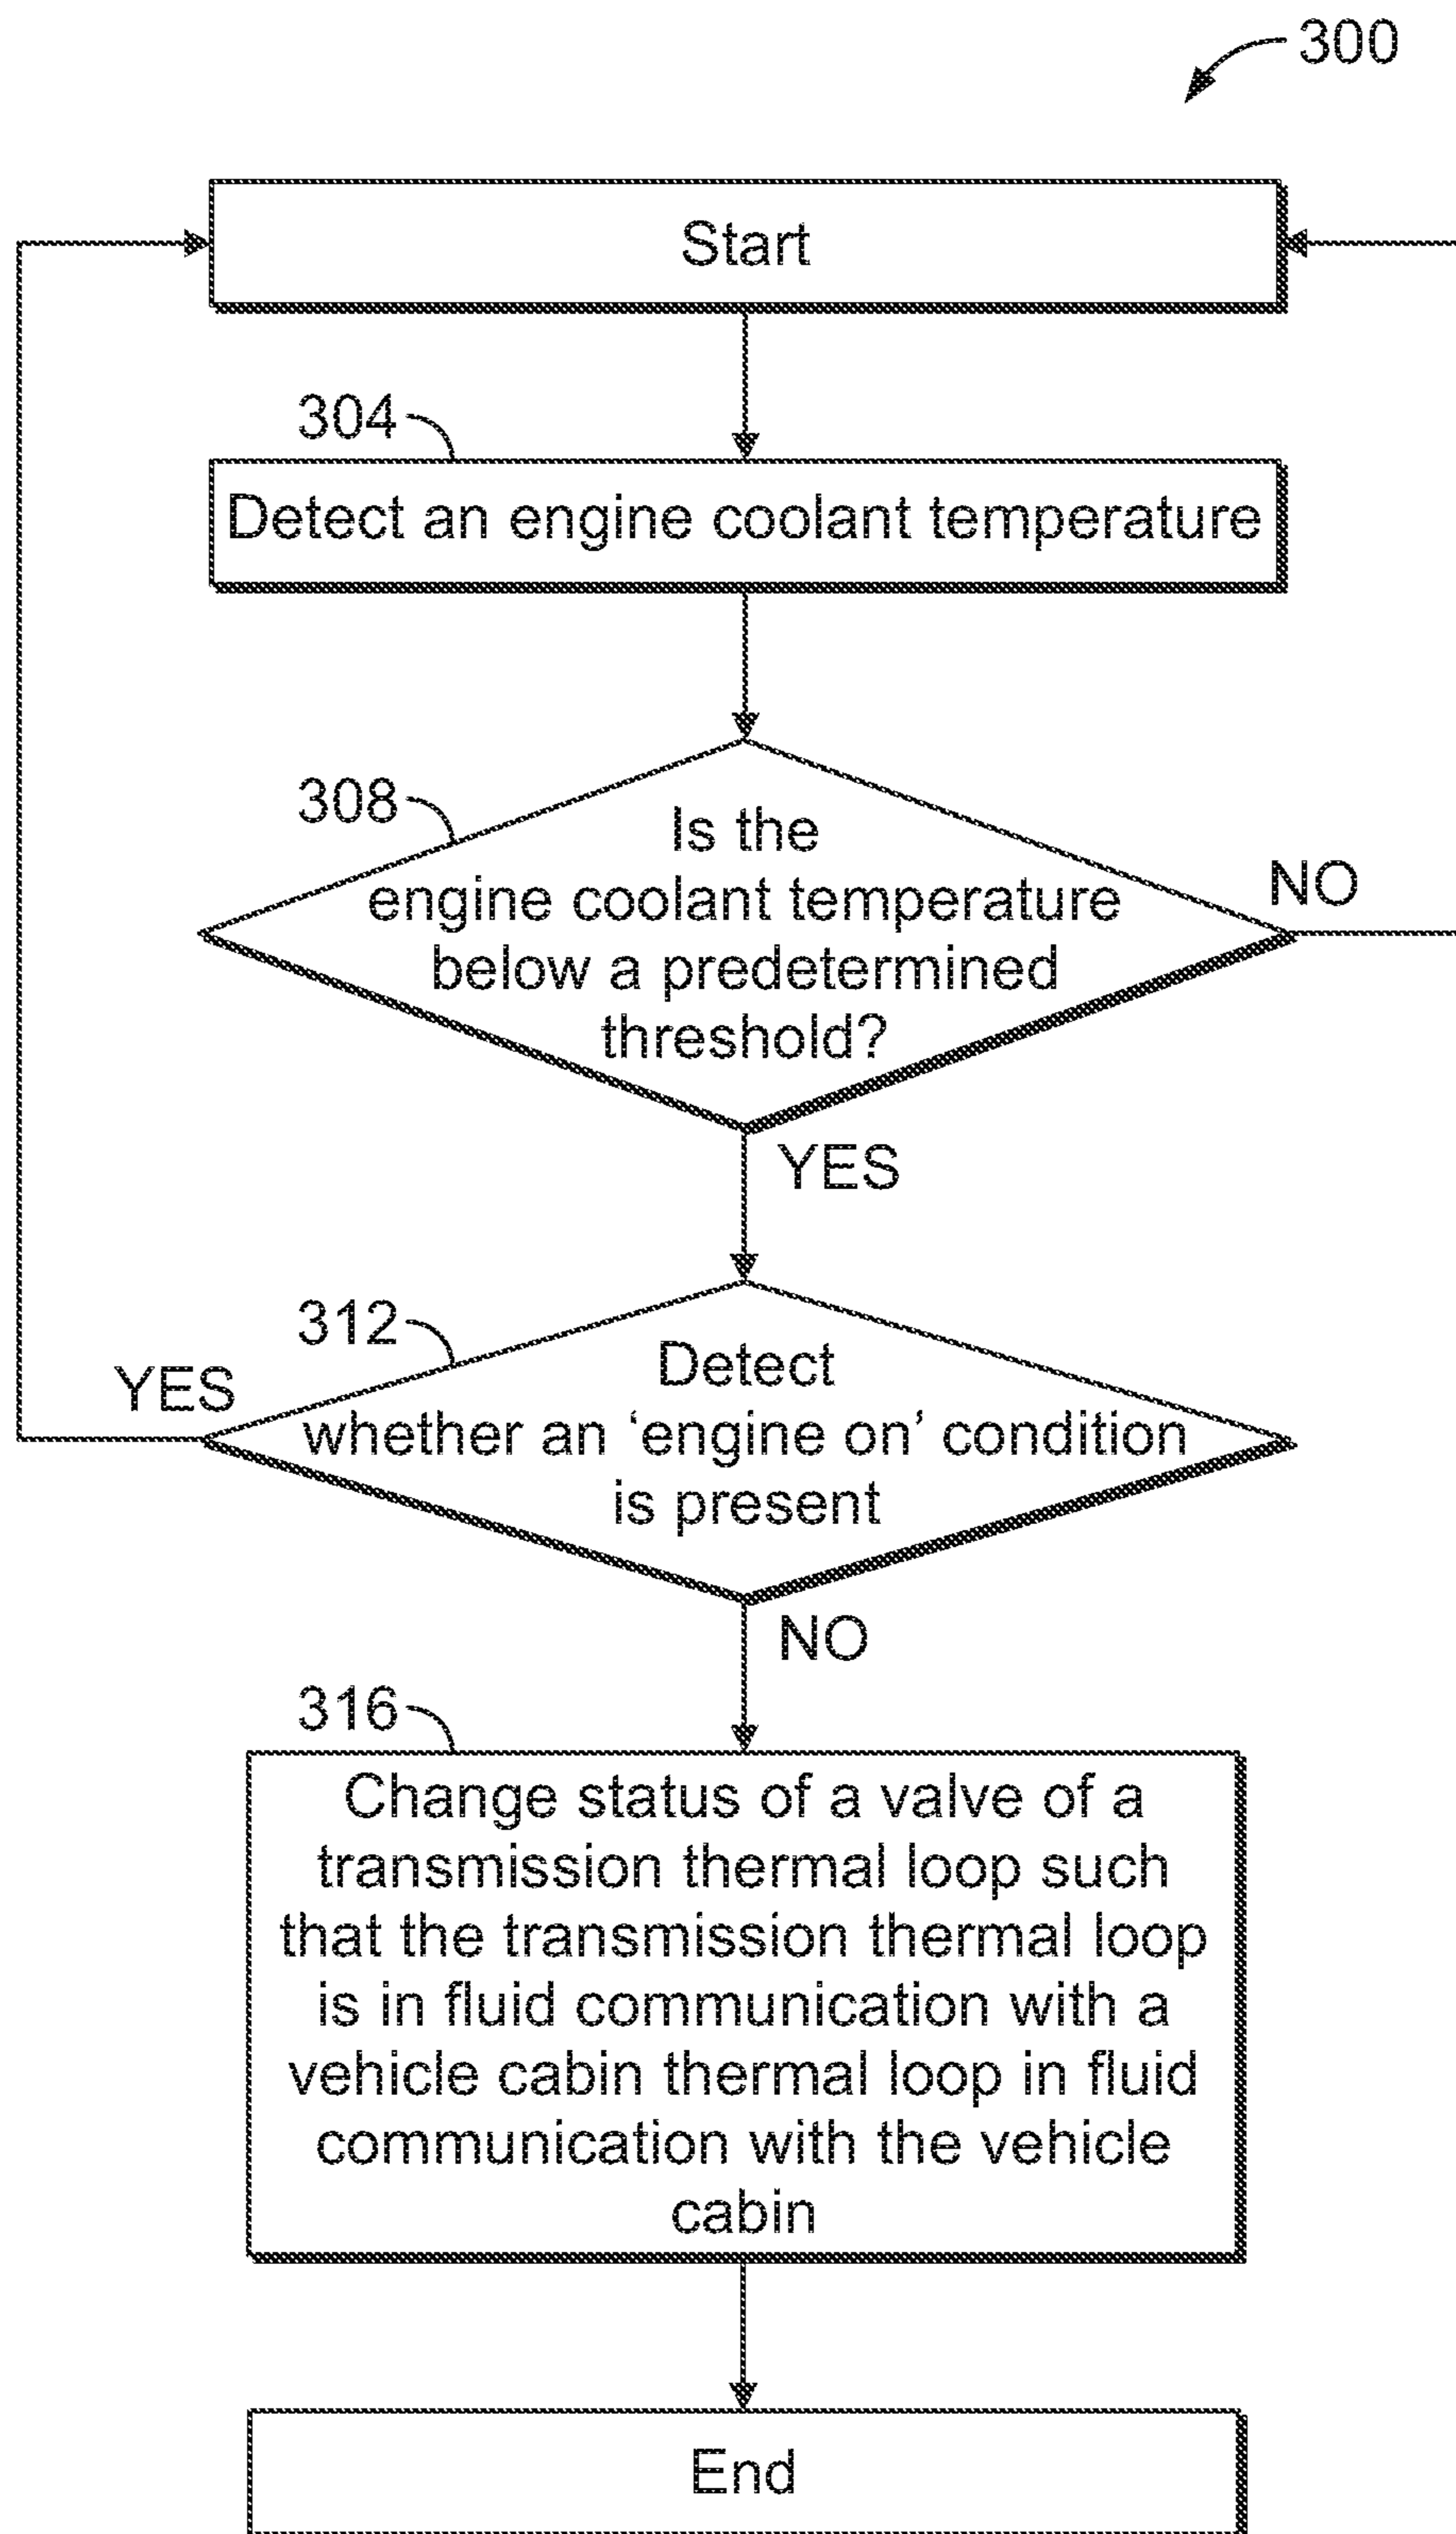 300
Start
304
Detect an engine coolant temperature
308
Is the
engine coolant temperature
below a predetermined
threshold?
NO
YES
312
Detect
whether an ‘engine on’ condition
is present
YES
NO
316
Change status of a valve of a
transmission thermal loop such
that the transmission thermal loop
is in fluid communication with a
vehicle cabin thermal loop in fluid
communication with the vehicle
cabin
End